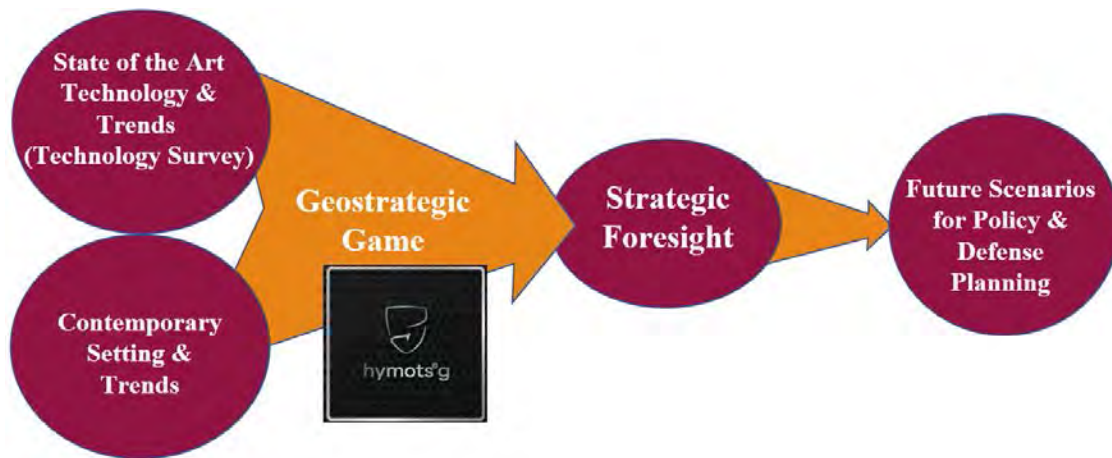 State of the Art
Technology &
Trends
(Technology Survey)
Contemporary
Setting &
Trends
Geostrategic
Game
hymots²g
Strategic
Foresight
Future Scenarios
for Policy &
Defense
Planning